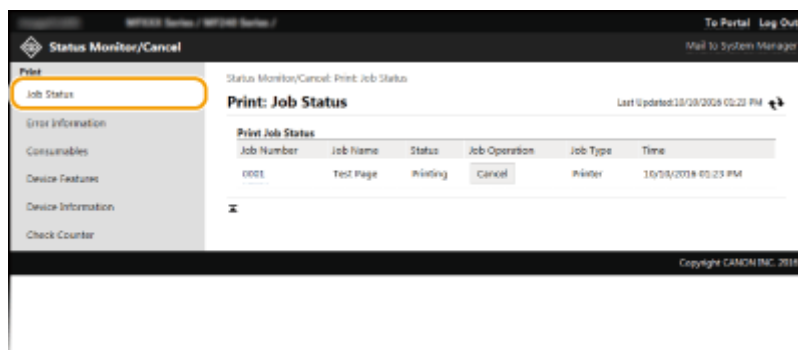 To Portal Log Out
Status Monitor/Cancel
Mail to System Manager
Print
Job Status
Error Information
Consumables
Device Features
Device Information
Check Counter
Status Monitor/Cancel: Print: Job Status
Print: Job Status
Last Updated:10/10/2016 01:23 PM
Print Job Status
Job Number Job Name Status Job Operation Job Type Time
0001 Test Page Printing Cancel Printer 10/10/2016 01:23 PM
Copyright CANON INC. 2016